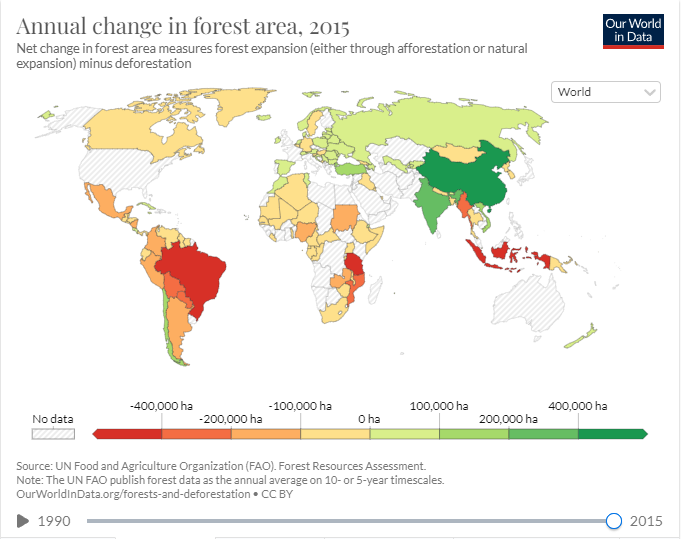 Annual change in forest area, 2015
Our World
in Data
Net change in forest area measures forest expansion (either through afforestation or natural
expansion) minus deforestation
World
No data
-400,000 ha
-200,000 ha
-100,000 ha
0 ha
100,000 ha
200,000 ha
400,000 ha
Source: UN Food and Agriculture Organization (FAO). Forest Resources Assessment.
Note: The UN FAO publish forest data as the annual average on 10- or 5-year timescales.
OurWorldInData.org/forests-and-deforestation • CC BY
1990
2015